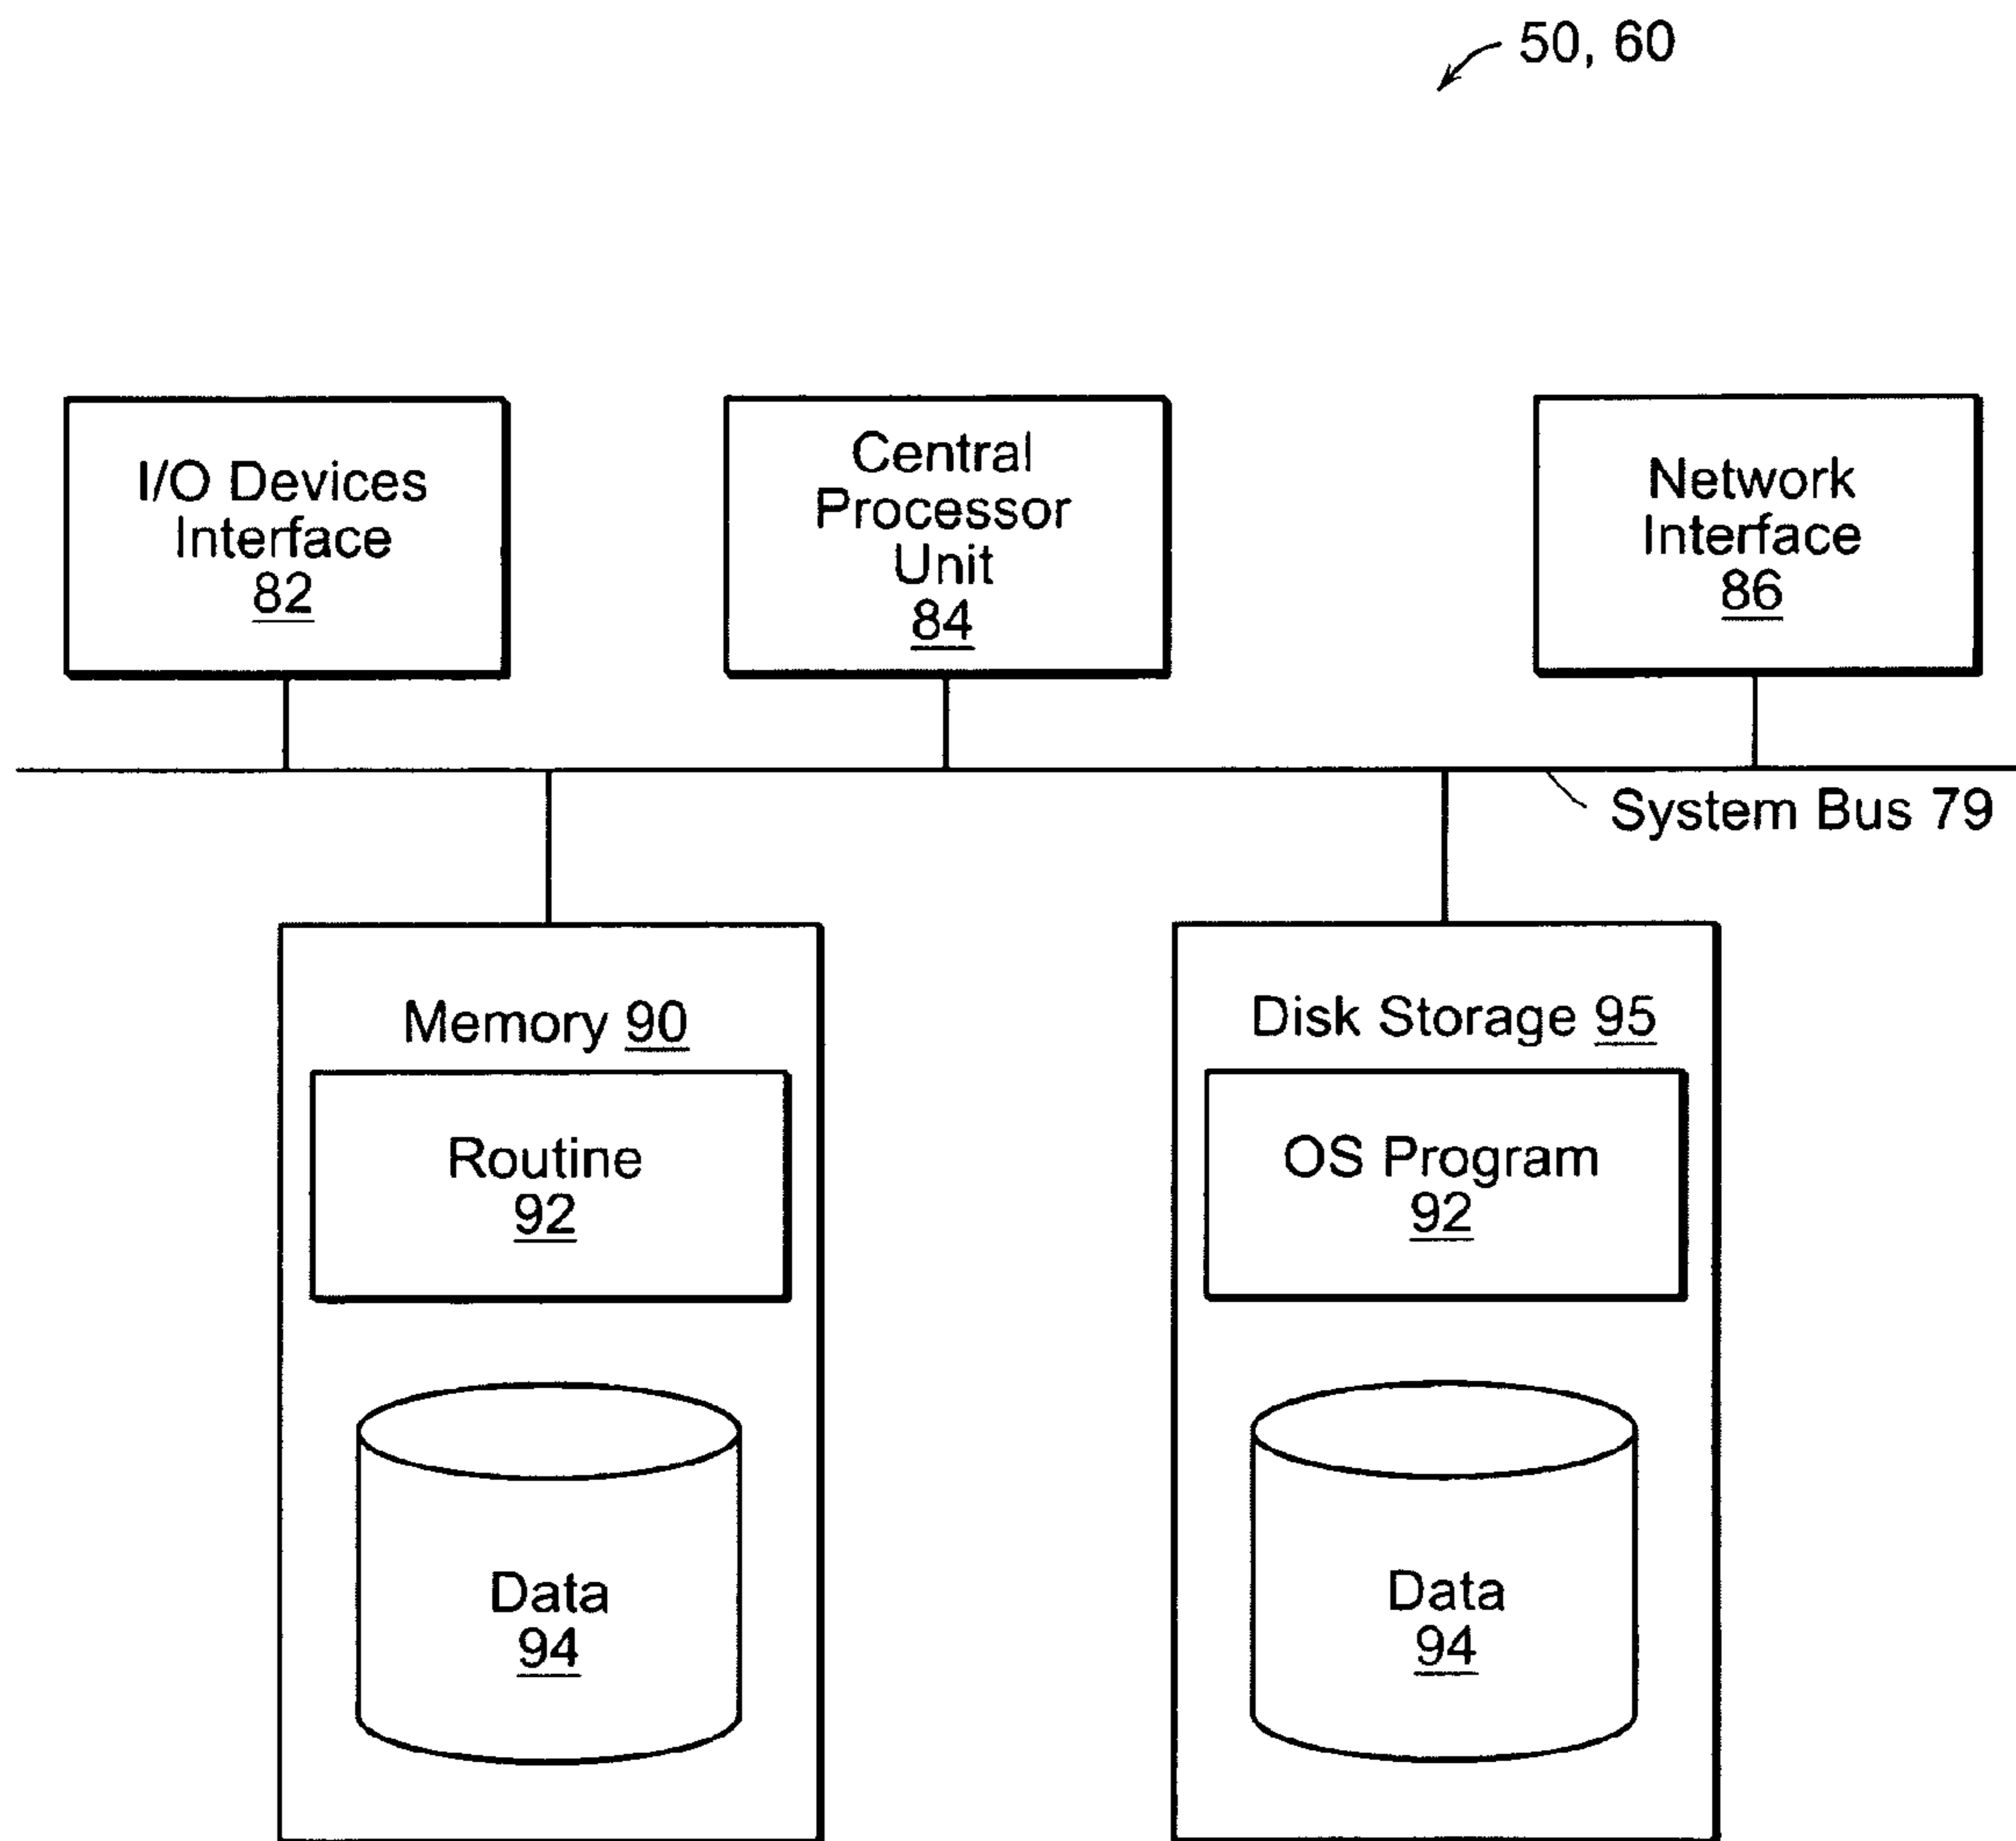 50, 60
I/O Devices
Interface
82
Central
Processor
Unit
84
Network
Interface
86
System Bus 79
Memory 90
Routine
92
Data
94
Disk Storage 95
OS Program
92
Data
94